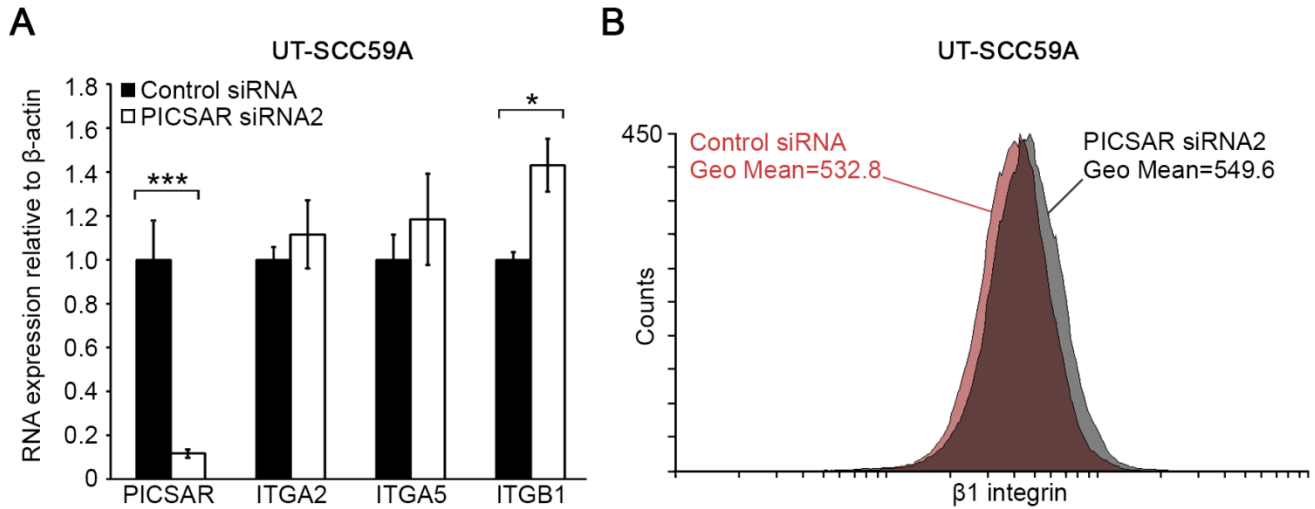 A
UT-SCC59A
RNA expression relative to β-actin
1.8
1.6
1.4
1.2
1.0
0.8
0.6
0.4
0.2
0
Control siRNA
PICSAR siRNA2
***
*
PICSAR
ITGA2
ITGA5
ITGB1
B
UT-SCC59A
450
Counts
Control siRNA
Geo Mean=532.8
PICSAR siRNA2
Geo Mean=549.6
β1 integrin